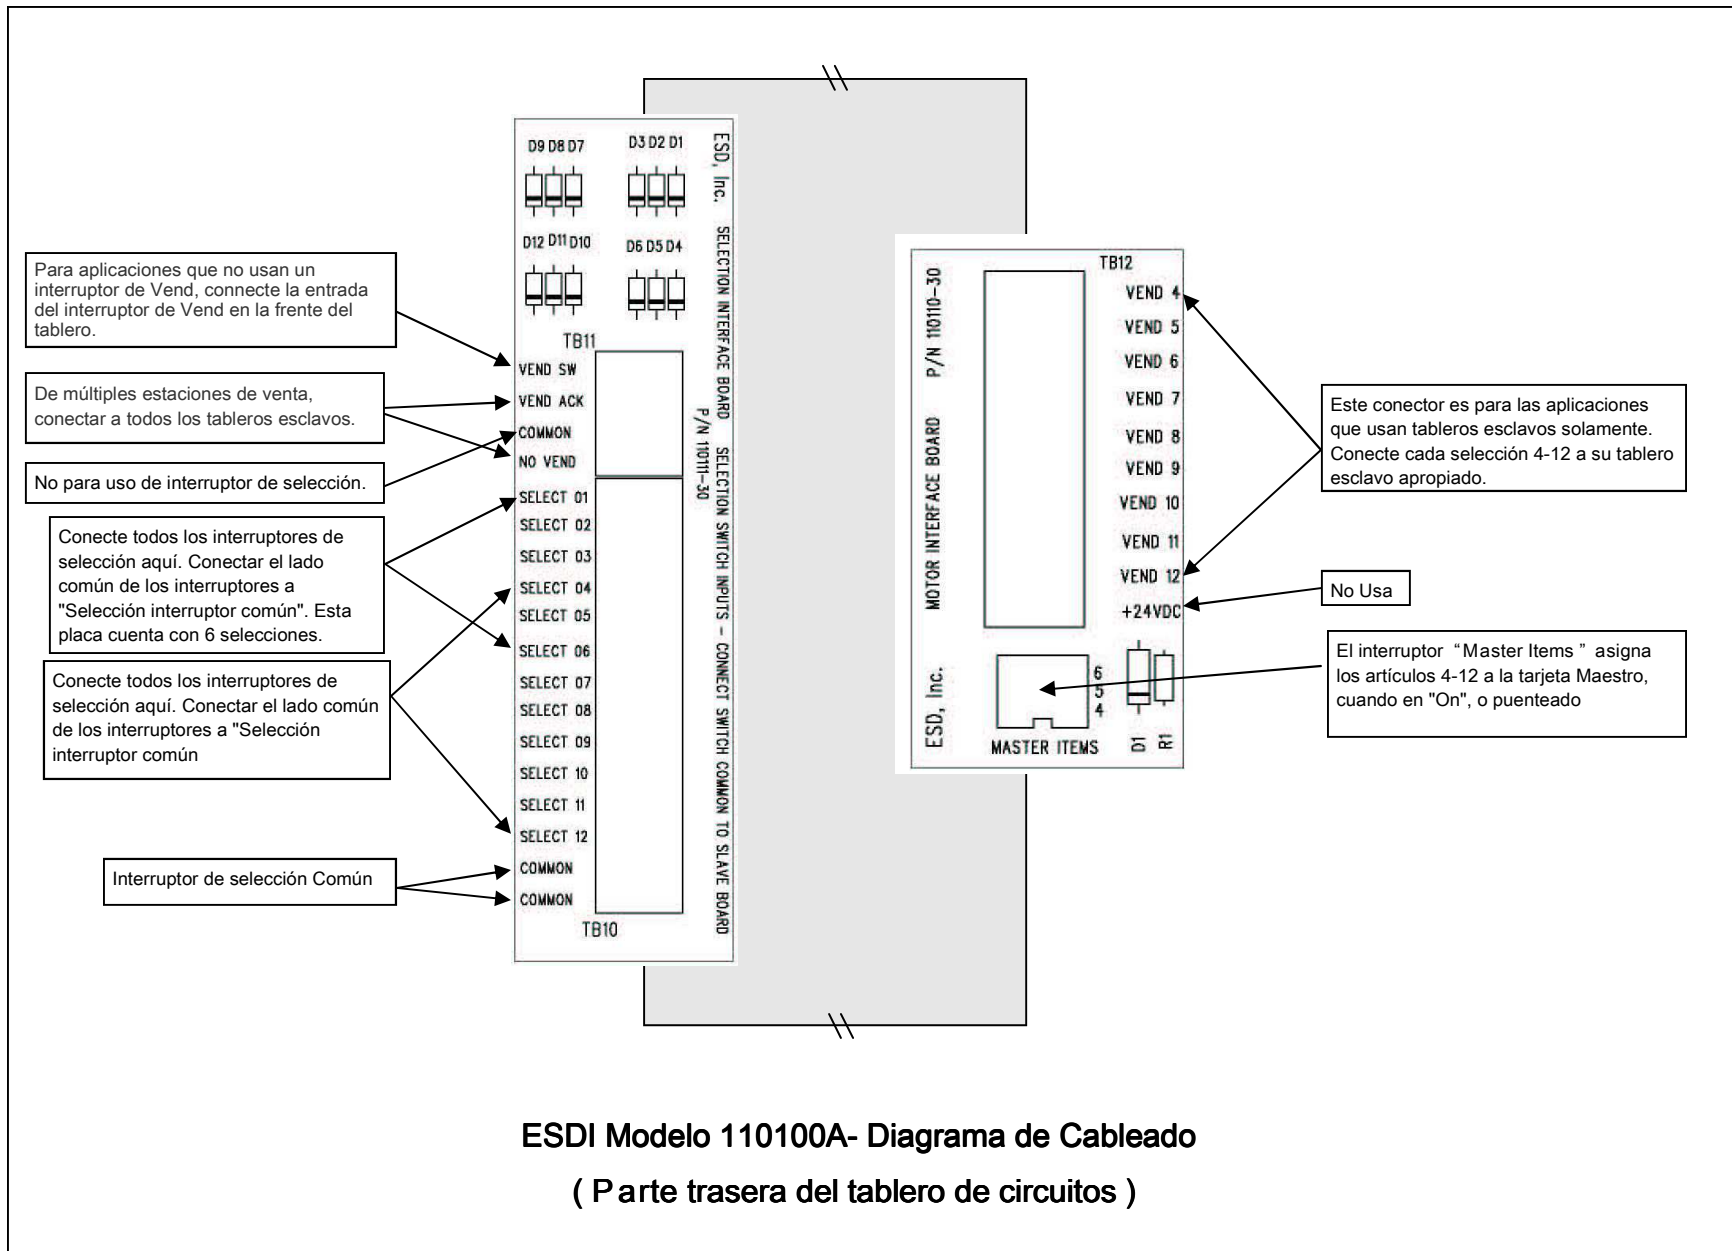 D9 D8 D7
D3 D2 D1
D12 D11 D10
D6 D5 D4
ESD, Inc. SELECTION INTERFACE BOARD SELECTION SWITCH INPUTS - CONNECT SWITCH COMMON TO SLAVE BOARD
P/N 110111-30
TB11
VEND SW
VEND ACK
COMMON
NO VEND
SELECT 01
SELECT 02
SELECT 03
SELECT 04
SELECT 05
SELECT 06
SELECT 07
SELECT 08
SELECT 09
SELECT 10
SELECT 11
SELECT 12
COMMON
COMMON
TB10
Para aplicaciones que no usan un
interruptor de Vend, connecte la entrada
del interruptor de Vend en la frente del
tablero.
De múltiples estaciones de venta,
conectar a todos los tableros esclavos.
No para uso de interruptor de selección.
Conecte todos los interruptores de
selección aquí. Conectar el lado
común de los interruptores a
"Selección interruptor común". Esta
placa cuenta con 6 selecciones.
Conecte todos los interruptores de
selección aquí. Conectar el lado común
de los interruptores a "Selección
interruptor común
Interruptor de selección Común
ESD, Inc. MOTOR INTERFACE BOARD P/N 110110-30
TB12
VEND 4
VEND 5
VEND 6
VEND 7
VEND 8
VEND 9
VEND 10
VEND 11
VEND 12
+24VDC
6
5
4
MASTER ITEMS
D1
R1
Este conector es para las aplicaciones
que usan tableros esclavos solamente.
Conecte cada selección 4-12 a su tablero
esclavo apropiado.
No Usa
El interruptor “Master Items ” asigna
los artículos 4-12 a la tarjeta Maestro,
cuando en "On", o puenteado
ESDI Modelo 110100A- Diagrama de Cableado
( Parte trasera del tablero de circuitos )